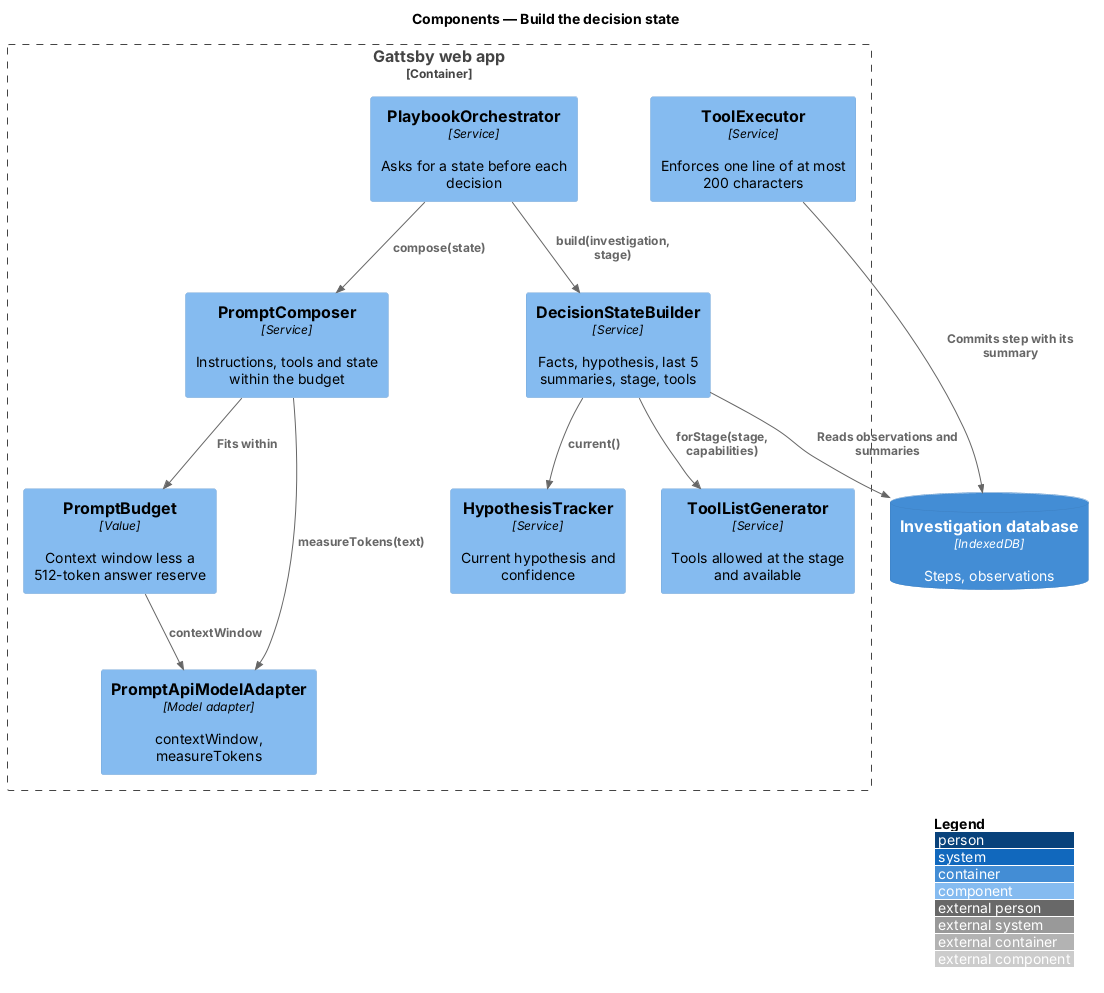 Components — Build the decision state
Gattsby web app
[Container]
PlaybookOrchestrator
[Service]
Asks for a state before each
decision
ToolExecutor
[Service]
Enforces one line of at most
200 characters
compose(state)
build(investigation,
stage)
Commits step with its
summary
PromptComposer
[Service]
Instructions, tools and state
within the budget
DecisionStateBuilder
[Service]
Facts, hypothesis, last 5
summaries, stage, tools
Fits within
current()
forStage(stage,
capabilities)
Reads observations and
summaries
PromptBudget
[Value]
Context window less a
512-token answer reserve
measureTokens(text)
HypothesisTracker
[Service]
Current hypothesis and
confidence
ToolListGenerator
[Service]
Tools allowed at the stage
and available
Investigation database
[IndexedDB]
Steps, observations
contextWindow
PromptApiModelAdapter
[Model adapter]
contextWindow,
measureTokens
Legend
person
system
container
component
external person
external system
external container
external component